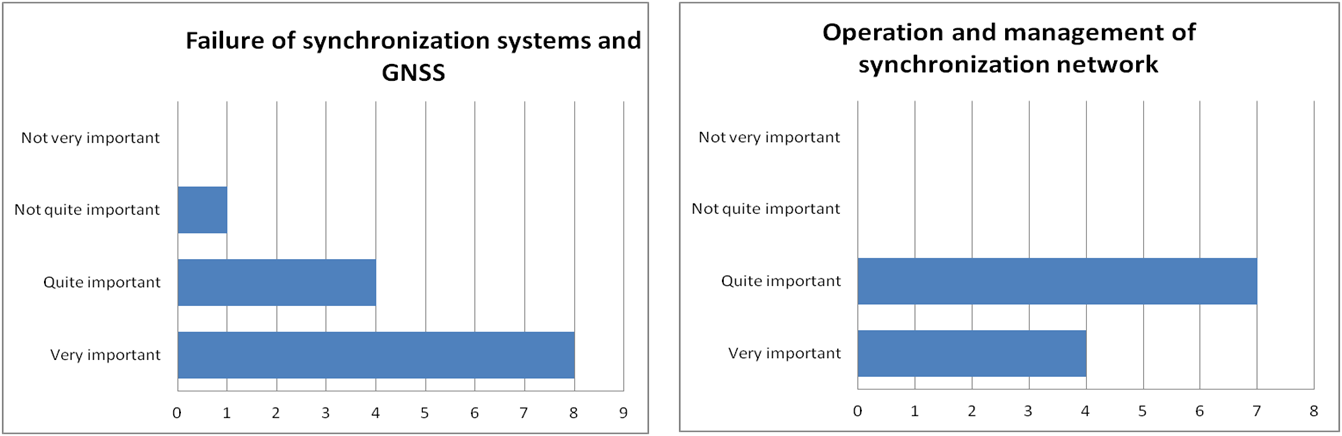 Failure of synchronization systems and
GNSS
Not very important
Not quite important
Quite important
Very important
0 1 2 3 4 5 6 7 8 9
Operation and management of
synchronization network
Not very important
Not quite important
Quite important
Very important
0 1 2 3 4 5 6 7 8